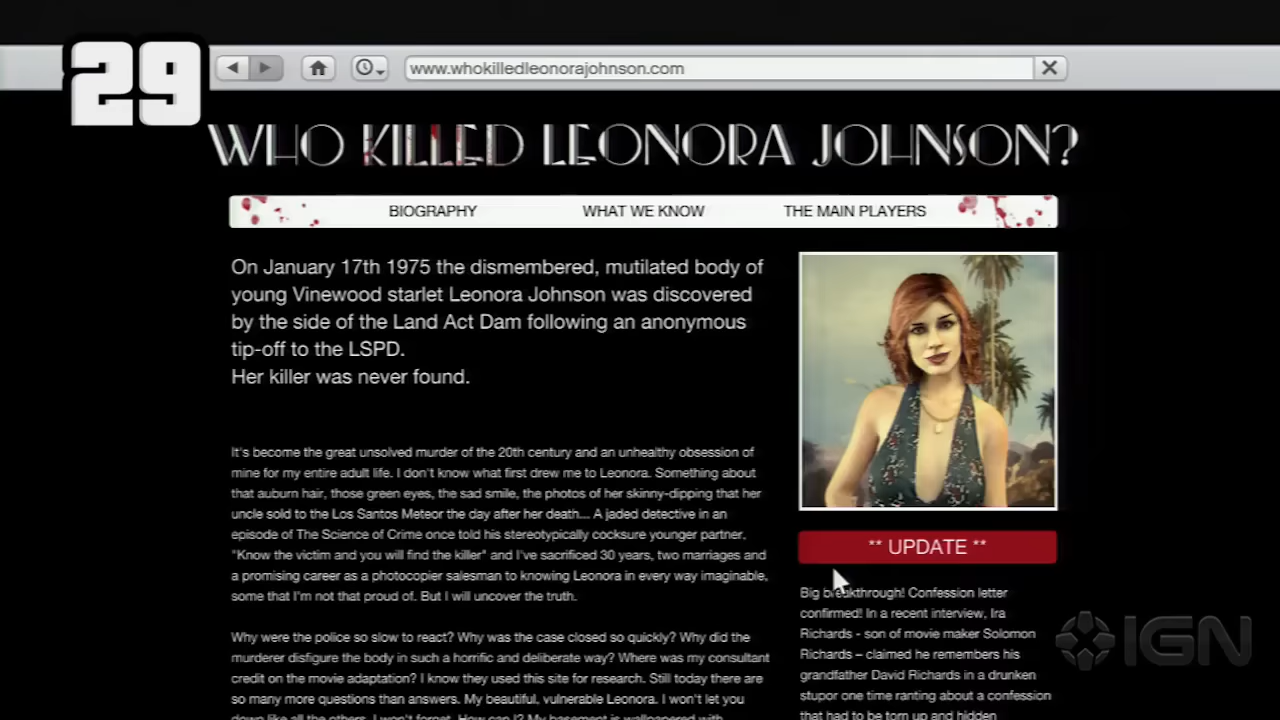 29
www.whokilledleonorajohnson.com
WHO KILLED LEONORA JOHNSON?
BIOGRAPHY WHAT WE KNOW THE MAIN PLAYERS
On January 17th 1975 the dismembered, mutilated body of
young Vinewood starlet Leonora Johnson was discovered
by the side of the Land Act Dam following an anonymous
tip-off to the LSPD.
Her killer was never found.
It's become the great unsolved murder of the 20th century and an unhealthy obsession of
mine for my entire adult life. I don't know what first drew me to Leonora. Something about
that auburn hair, those green eyes, the sad smile, the photos of her skinny-dipping that her
uncle sold to the Los Santos Meteor the day after her death... A jaded detective in an
episode of The Science of Crime once told his stereotypically cocksure younger partner,
"Know the victim and you will find the killer" and I've sacrificed 30 years, two marriages and
a promising career as a photocopier salesman to knowing Leonora in every way imaginable,
some that I'm not that proud of. But I will uncover the truth.
Why were the police so slow to react? Why was the case closed so quickly? Why did the
murderer disfigure the body in such a horrific and deliberate way? Where was my consultant
credit on the movie adaptation? I know they used this site for research. Still today there are
so many more questions than answers. My beautiful, vulnerable Leonora. I won't let you
down like all the others. I won't forget. How can I? My basement is wallpapered with
** UPDATE **
Big breakthrough! Confession letter
confirmed! In a recent interview, Ira
Richards - son of movie maker Solomon
Richards – claimed he remembers his
grandfather David Richards in a drunken
stupor one time ranting about a confession
that had to be torn up and hidden
IGN